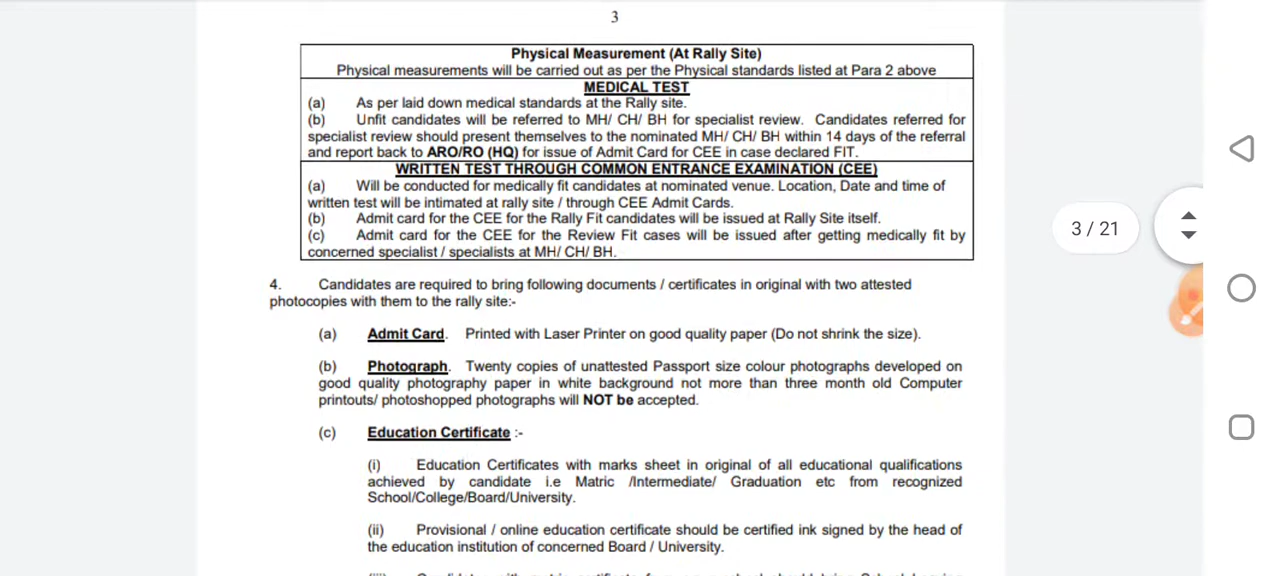 3
Physical Measurement (At Rally Site)
Physical measurements will be carried out as per the Physical standards listed at Para 2 above
MEDICAL TEST
(a) As per laid down medical standards at the Rally site.
(b) Unfit candidates will be referred to MH/ CH/ BH for specialist review. Candidates referred for
specialist review should present themselves to the nominated MH/ CH/ BH within 14 days of the referral
and report back to ARO/RO (HQ) for issue of Admit Card for CEE in case declared FIT.
WRITTEN TEST THROUGH COMMON ENTRANCE EXAMINATION (CEE)
(a) Will be conducted for medically fit candidates at nominated venue. Location, Date and time of
written test will be intimated at rally site / through CEE Admit Cards.
(b) Admit card for the CEE for the Rally Fit candidates will be issued at Rally Site itself.
(c) Admit card for the CEE for the Review Fit cases will be issued after getting medically fit by
concerned specialist / specialists at MH/ CH/ BH.
3 / 21
4. Candidates are required to bring following documents / certificates in original with two attested
photocopies with them to the rally site:-
(a) Admit Card. Printed with Laser Printer on good quality paper (Do not shrink the size).
(b) Photograph. Twenty copies of unattested Passport size colour photographs developed on
good quality photography paper in white background not more than three month old Computer
printouts/ photoshopped photographs will NOT be accepted.
(c) Education Certificate :-
(i) Education Certificates with marks sheet in original of all educational qualifications
achieved by candidate i.e Matric /Intermediate/ Graduation etc from recognized
School/College/Board/University.
(ii) Provisional / online education certificate should be certified ink signed by the head of
the education institution of concerned Board / University.